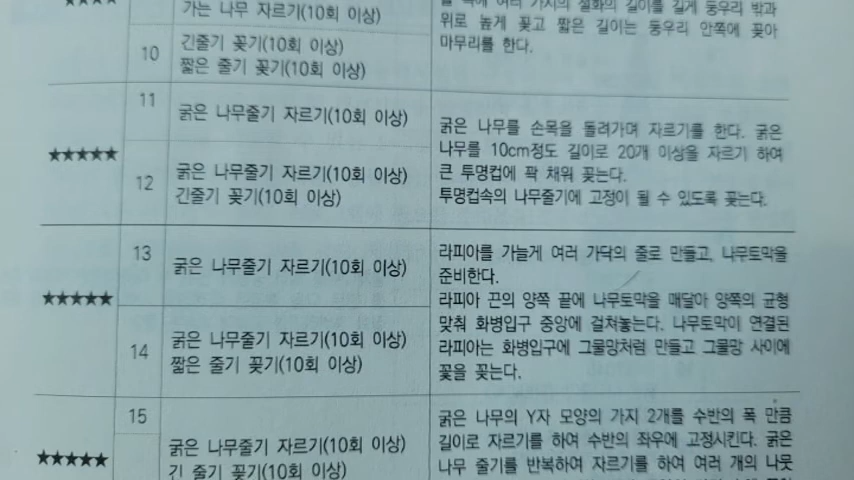 ★★★★
가는 나무 자르기(10회 이상)
10
긴줄기 꽂기(10회 이상)
짧은 줄기 꽂기(10회 이상)
여러 가지의 절화의 길이를 길게 둥우리 밖과
위로 높게 꽂고 짧은 길이는 둥우리 안쪽에 꽂아
마무리를 한다.
★★★★★
11
굵은 나무줄기 자르기(10회 이상)
12
굵은 나무줄기 자르기(10회 이상)
긴줄기 꽂기(10회 이상)
굵은 나무를 손목을 돌려가며 자르기를 한다. 굵은
나무를 10cm정도 길이로 20개 이상을 자르기 하여
큰 투명컵에 꽉 채워 꽂는다.
투명컵속의 나무줄기에 고정이 될 수 있도록 꽂는다.
★★★★★
13
굵은 나무줄기 자르기(10회 이상)
14
굵은 나무줄기 자르기(10회 이상)
짧은 줄기 꽂기(10회 이상)
라피아를 가늘게 여러 가닥의 줄로 만들고, 나무토막을
준비한다.
라피아 끈의 양쪽 끝에 나무토막을 매달아 양쪽의 균형
맞춰 화병입구 중앙에 걸쳐놓는다. 나무토막이 연결된
라피아는 화병입구에 그물망처럼 만들고 그물망 사이에
꽃을 꽂는다.
★★★★★
15
굵은 나무줄기 자르기(10회 이상)
긴 줄기 꽂기(10회 이상)
굵은 나무의 Y자 모양의 가지 2개를 수반의 폭 만큼
길이로 자르기를 하여 수반의 좌우에 고정시킨다. 굵은
나무 줄기를 반복하여 자르기를 하여 여러 개의 나뭇